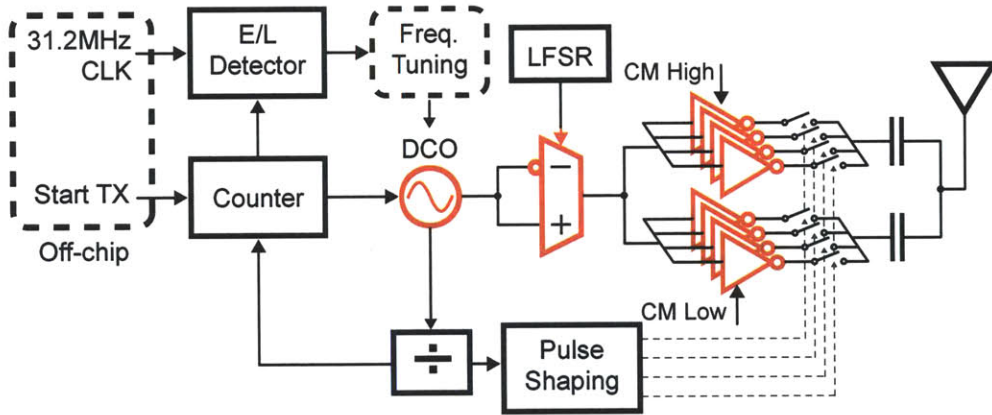 31.2MHz
CLK
E/L
Detector
Freq.
Tuning
LFSR
CM High
DCO
Start TX
Counter
−
+
Off-chip
CM Low
÷
Pulse
Shaping